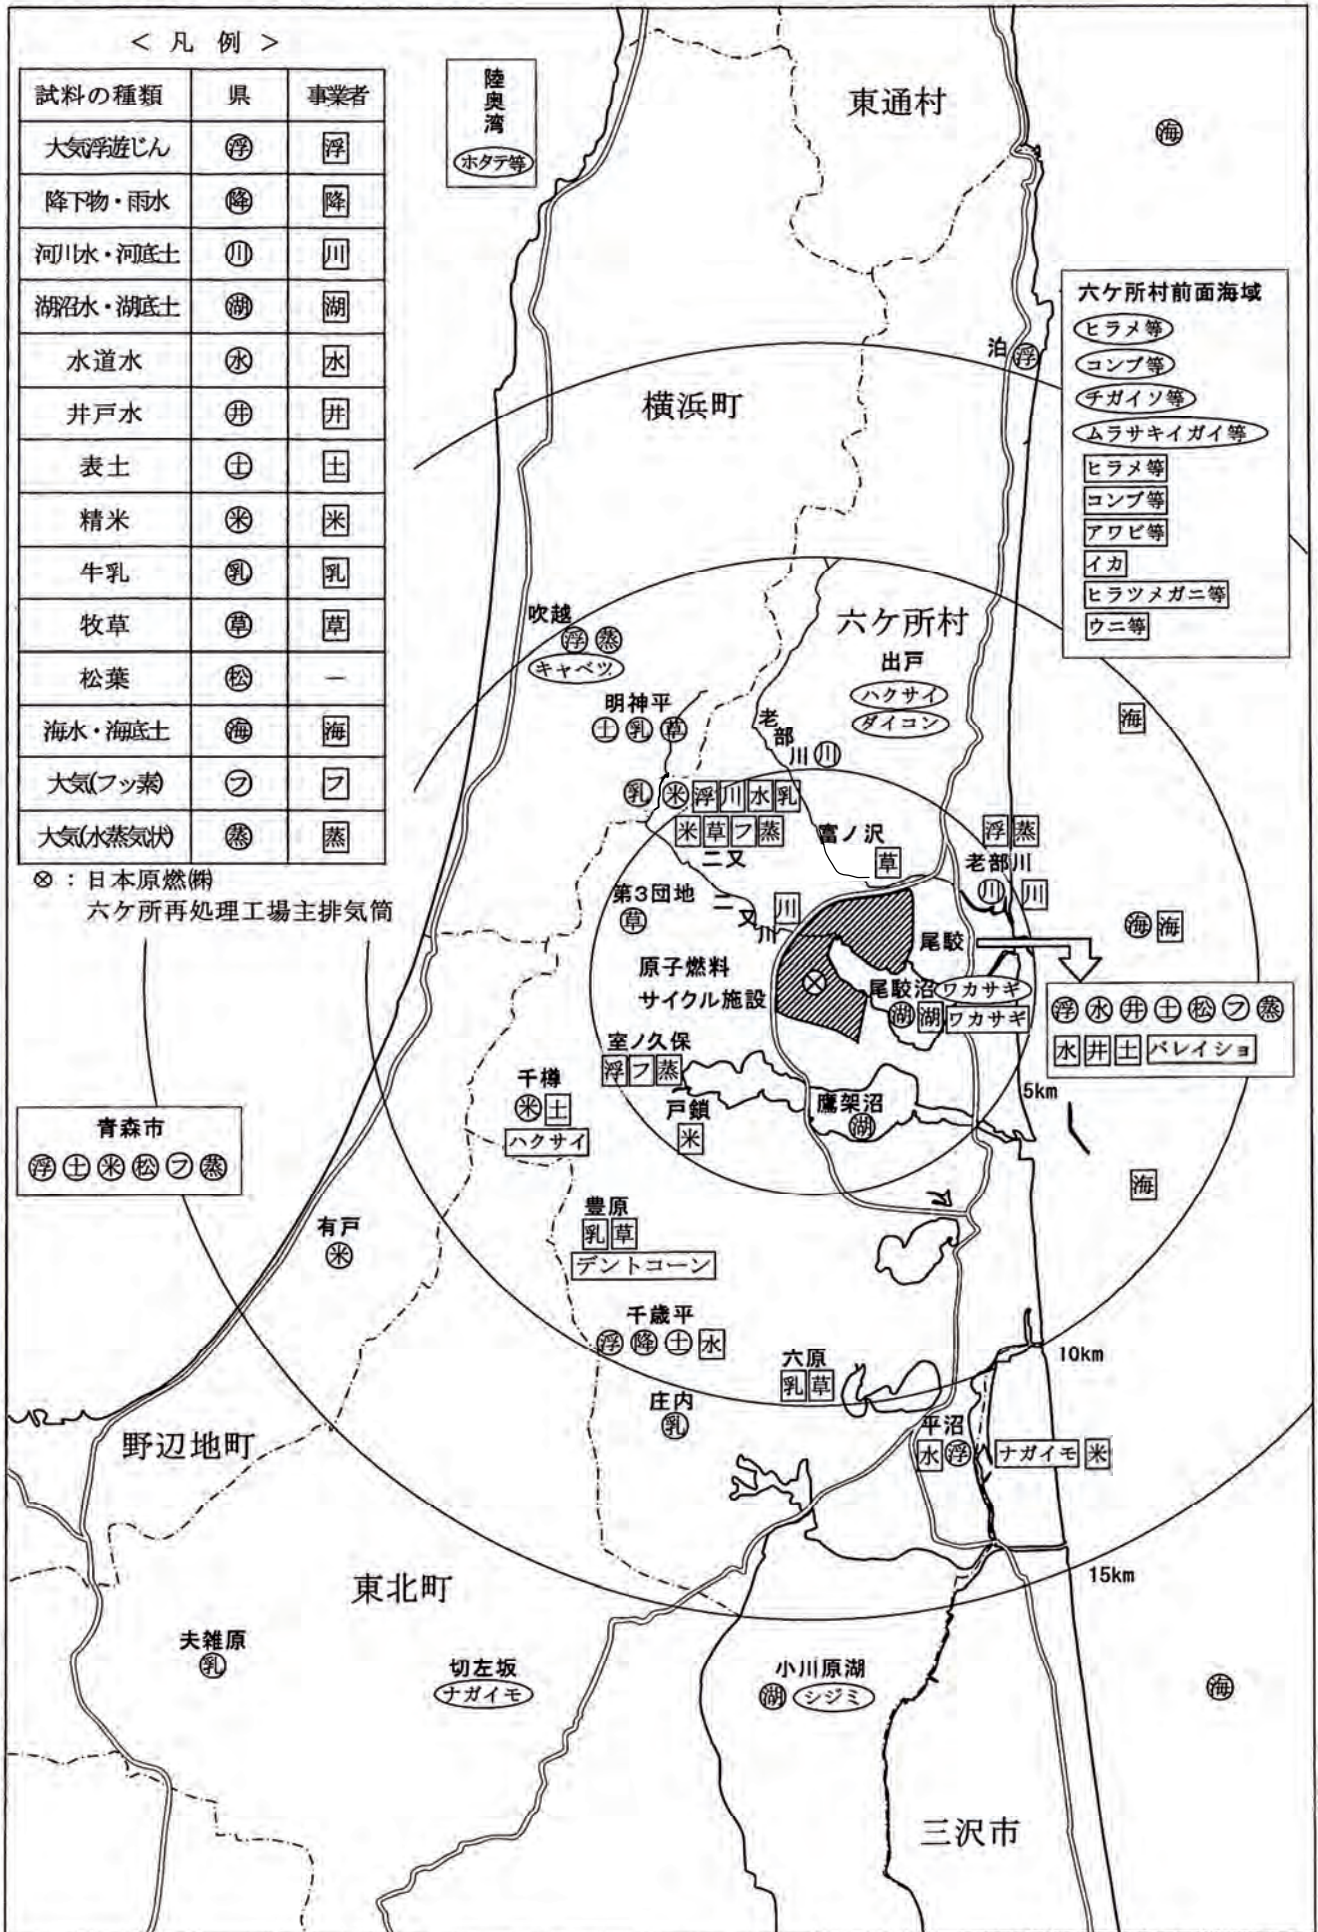 ＜ 凡 例 ＞
試料の種類 県 事業者
大気浮遊じん 浮 浮
降下物・雨水 降 降
河川水・河底土 川 川
湖沼水・湖底土 湖 湖
水道水 水 水
井戸水 井 井
表土 土 土
精米 米 米
牛乳 乳 乳
牧草 草 草
松葉 松 －
海水・海底土 海 海
大気(フッ素) フ フ
大気(水蒸気状) 蒸 蒸
⊗：日本原燃㈱
六ケ所再処理工場主排気筒
陸奥湾
ホタテ等
東通村
海
六ケ所村前面海域
ヒラメ等
コンブ等
チガイソ等
ムラサキイガイ等
ヒラメ等
コンブ等
アワビ等
イカ
ヒラツメガニ等
ウニ等
泊 浮
横浜町
吹越
浮 蒸
キャベツ
六ケ所村
出戸
ハクサイ
ダイコン
明神平
土 乳 草
老部川 川
海
乳 米 浮 川 水 乳
米 草 フ 蒸
二又
富ノ沢
草
浮 蒸
老部川
川 川
第3団地
草
二又川
川
海 海
原子燃料
サイクル施設
尾駮
尾駮沼 ワカサギ
湖 湖 ワカサギ
浮 水 井 土 松 フ 蒸
水 井 土 バレイショ
室ノ久保
浮 フ 蒸
千樽
米 土
ハクサイ
戸鎖
米
鷹架沼
湖
5km
青森市
浮 土 米 松 フ 蒸
海
有戸
米
豊原
乳 草
デントコーン
千歳平
浮 降 土 水
六原
乳 草
10km
庄内
乳
平沼
水 浮
ナガイモ 米
野辺地町
東北町
15km
夫雑原
乳
切左坂
ナガイモ
小川原湖
湖 シジミ
海
三沢市